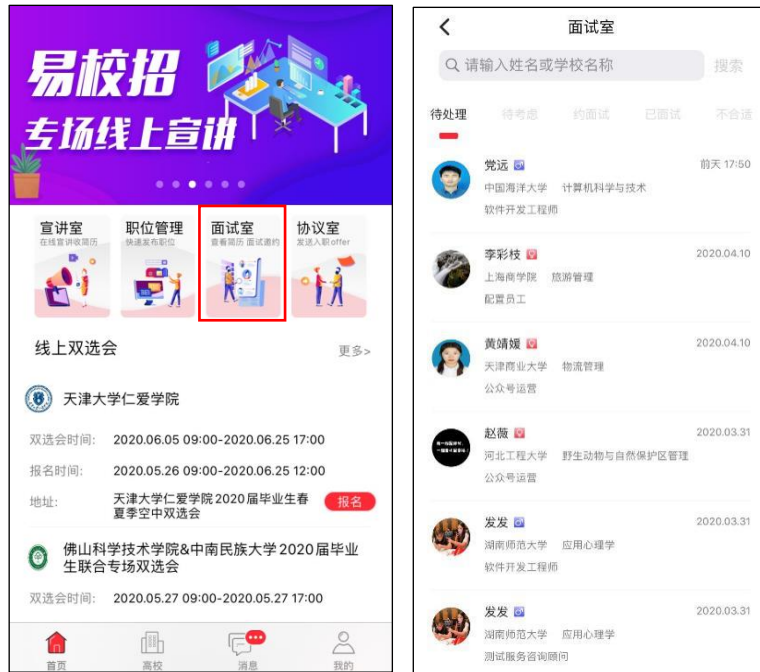 易校招
专场线上宣讲
宣讲室
在线宣讲收简历
职位管理
快速发布职位
面试室
查看简历 面试邀约
协议室
发送入职offer
线上双选会
更多>
天津大学仁爱学院
双选会时间: 2020.06.05 09:00-2020.06.25 17:00
报名时间: 2020.05.26 09:00-2020.06.25 12:00
地址: 天津大学仁爱学院2020届毕业生春
夏季空中双选会
报名
佛山科学技术学院&中南民族大学2020届毕业
生联合专场双选会
双选会时间: 2020.05.27 09:00-2020.05.27 17:00
首页
高校
消息
我的
面试室
请输入姓名或学校名称 搜索
待处理 待考虑 约面试 已面试 不合适
党远 前天 17:50
中国海洋大学 计算机科学与技术
软件开发工程师
李彩枝 2020.04.10
上海商学院 旅游管理
配置员工
黄靖媛 2020.04.10
天津商业大学 物流管理
公众号运营
赵薇 2020.03.31
河北工程大学 野生动物与自然保护区管理
公众号运营
发发 2020.03.31
湖南师范大学 应用心理学
软件开发工程师
发发 2020.03.31
湖南师范大学 应用心理学
测试服务咨询顾问